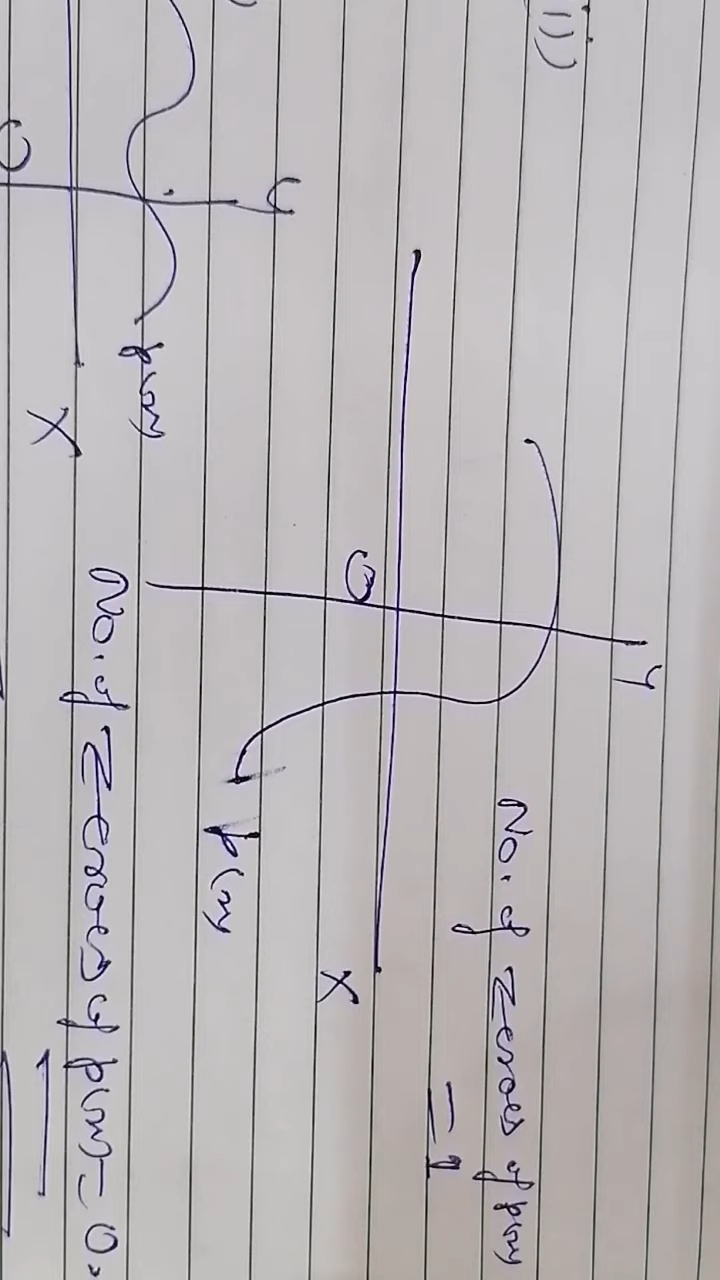 ii)
Y
No. of zeroes of p(x)
= 1
O
X
p(x)
Y
p(x)
O
X
No. of zeroes of p(x) = 0.